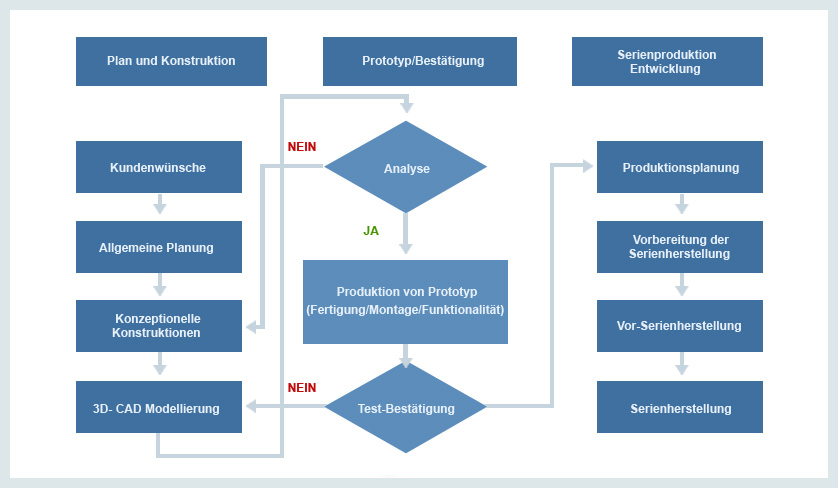 Plan und Konstruktion
Prototyp/Bestätigung
Serienproduktion
Entwicklung
Kundenwünsche
Allgemeine Planung
Konzeptionelle
Konstruktionen
3D- CAD Modellierung
NEIN
Analyse
JA
Produktion von Prototyp
(Fertigung/Montage/Funktionalität)
NEIN
Test-Bestätigung
Produktionsplanung
Vorbereitung der
Serienherstellung
Vor-Serienherstellung
Serienherstellung